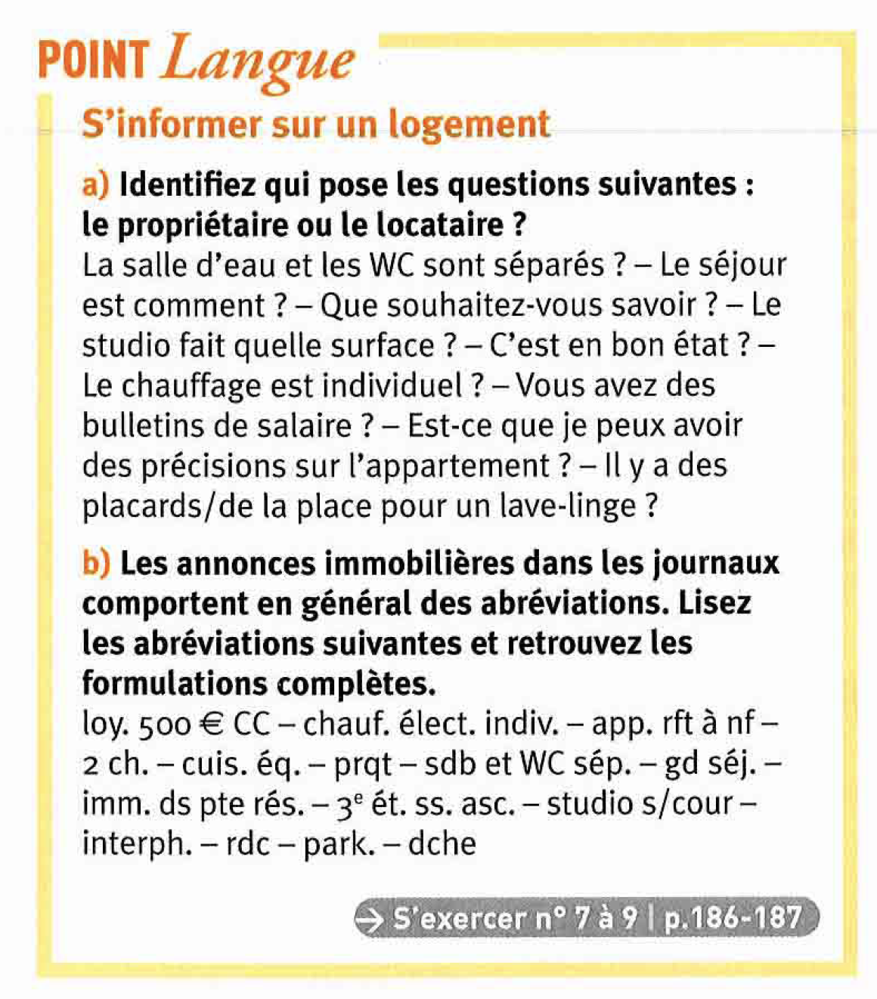 POINT Langue
S'informer sur un logement
a) Identifiez qui pose les questions suivantes :
le propriétaire ou le locataire ?
La salle d'eau et les WC sont séparés ? – Le séjour
est comment ? – Que souhaitez-vous savoir ? – Le
studio fait quelle surface ? – C'est en bon état ? –
Le chauffage est individuel ? – Vous avez des
bulletins de salaire ? – Est-ce que je peux avoir
des précisions sur l'appartement ? – Il y a des
placards/de la place pour un lave-linge ?
b) Les annonces immobilières dans les journaux
comportent en général des abréviations. Lisez
les abréviations suivantes et retrouvez les
formulations complètes.
loy. 500 € CC – chauf. élect. indiv. – app. rft à nf –
2 ch. – cuis. éq. – prqt – sdb et WC sép. – gd séj. –
imm. ds pte rés. – 3e ét. ss. asc. – studio s/cour –
interph. – rdc – park. – dche
→ S'exercer n° 7 à 9 | p.186-187